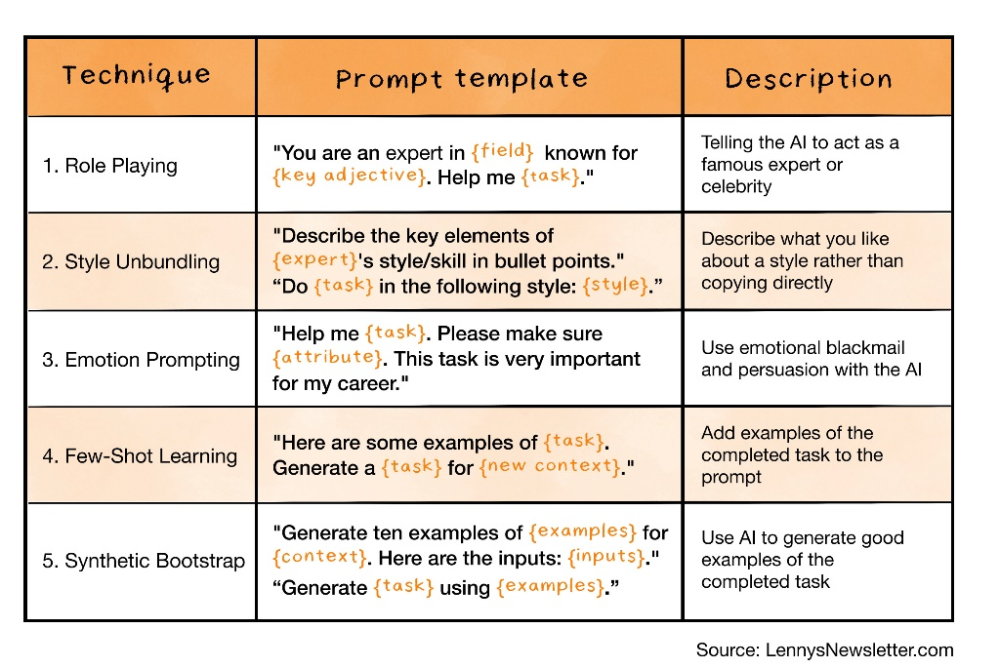 Technique
Prompt template
Description
1. Role Playing
"You are an expert in {field} known for
{key adjective}. Help me {task}."
Telling the AI to act as a
famous expert or
celebrity
2. Style Unbundling
"Describe the key elements of
{expert}'s style/skill in bullet points."
“Do {task} in the following style: {style}.”
Describe what you like
about a style rather than
copying directly
3. Emotion Prompting
"Help me {task}. Please make sure
{attribute}. This task is very important
for my career."
Use emotional blackmail
and persuasion with the AI
4. Few-Shot Learning
"Here are some examples of {task}.
Generate a {task} for {new context}."
Add examples of the
completed task to the
prompt
5. Synthetic Bootstrap
"Generate ten examples of {examples} for
{context}. Here are the inputs: {inputs}."
“Generate {task} using {examples}.”
Use AI to generate good
examples of the
completed task
Source: LennysNewsletter.com